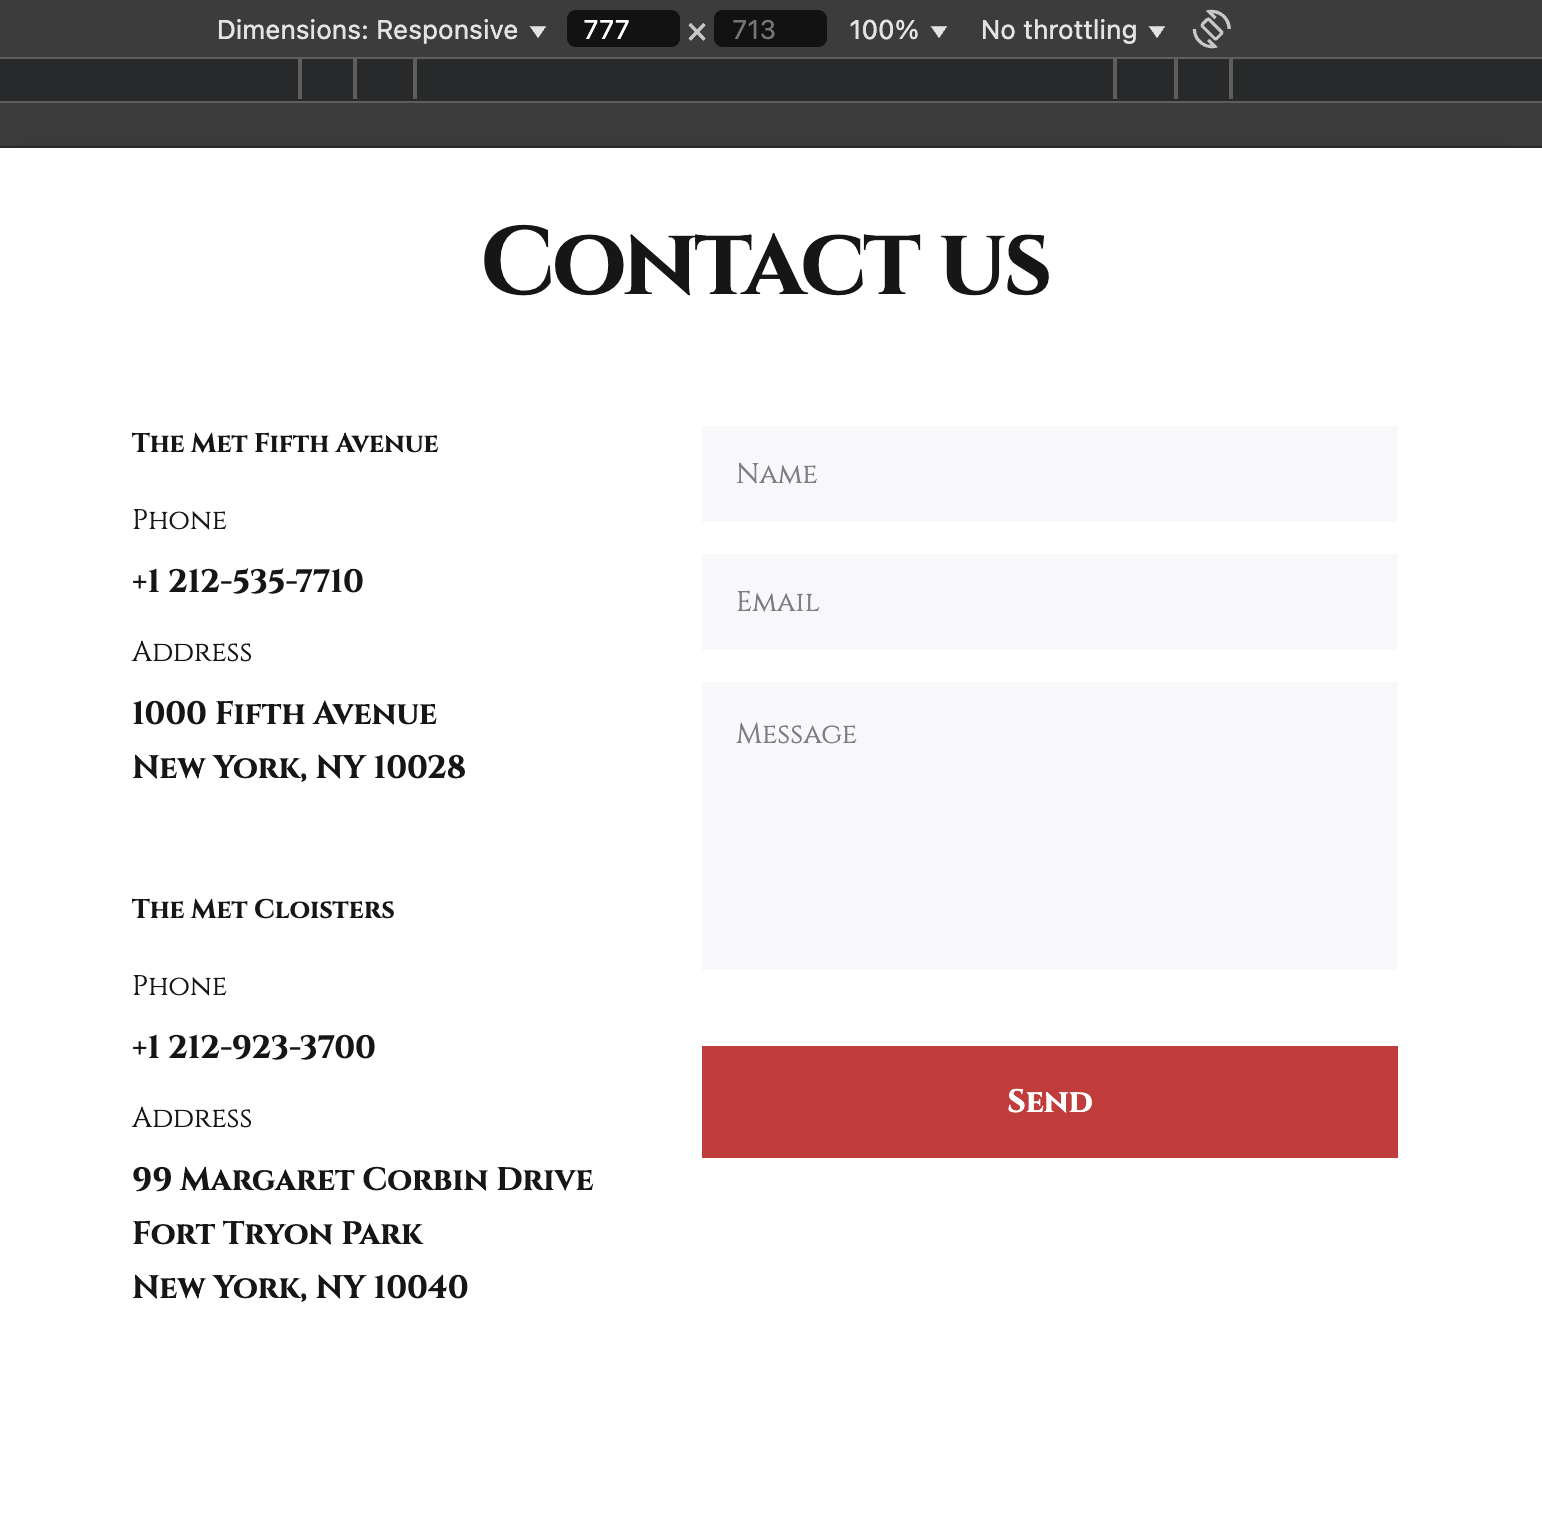 Dimensions: Responsive ▼ 777 × 713 100% ▼ No throttling ▼
Contact us
The Met Fifth Avenue
Phone
+1 212-535-7710
Address
1000 Fifth Avenue
New York, NY 10028
The Met Cloisters
Phone
+1 212-923-3700
Address
99 Margaret Corbin Drive
Fort Tryon Park
New York, NY 10040
Name
Email
Message
Send